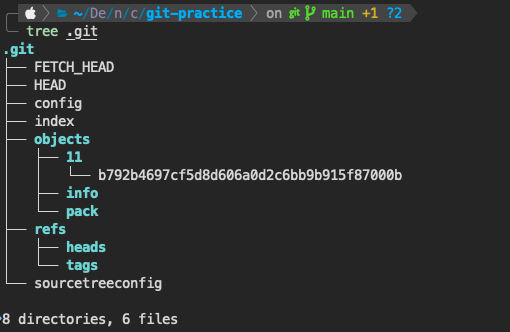 ~/De/n/c/git-practice on git main +1 ?2
tree .git
.git
├── FETCH_HEAD
├── HEAD
├── config
├── index
├── objects
│   ├── 11
│   │   └── b792b4697cf5d8d606a0d2c6bb9b915f87000b
│   ├── info
│   └── pack
├── refs
│   ├── heads
│   └── tags
└── sourcetreeconfig
8 directories, 6 files